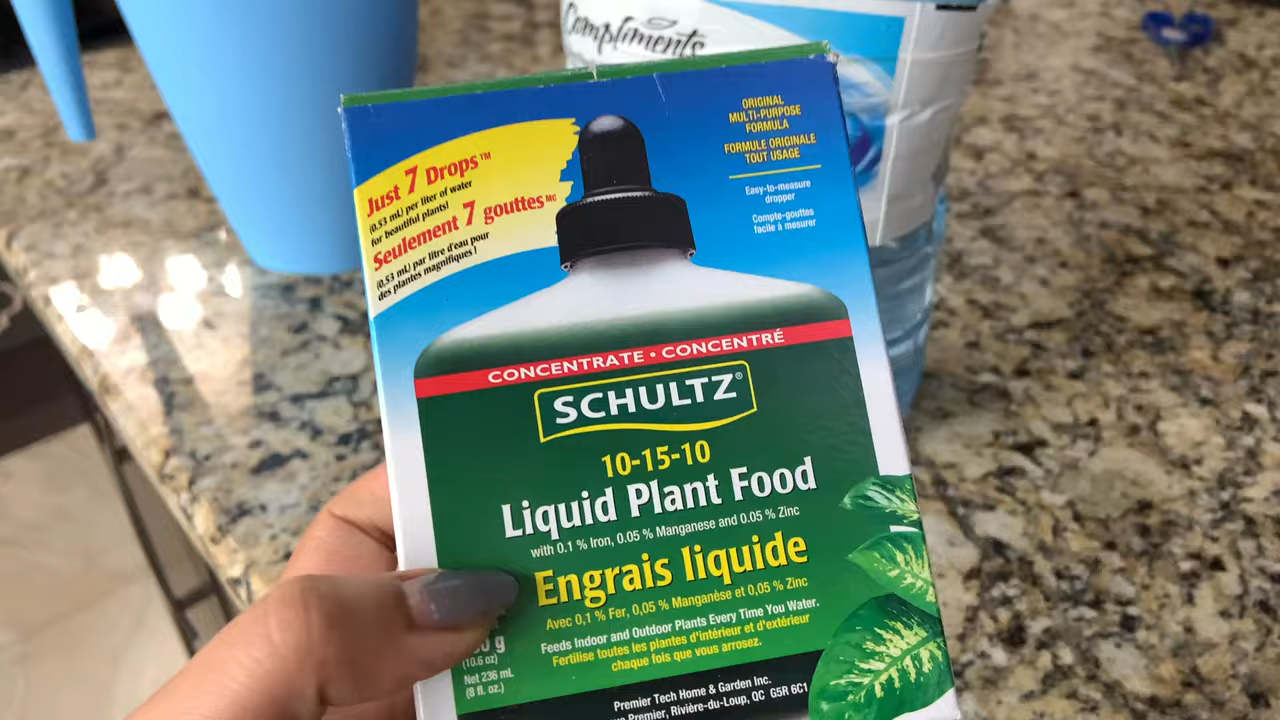 Compliments
ORIGINAL
MULTI-PURPOSE
FORMULA
FORMULE ORIGINALE
TOUT USAGE
Easy-to-measure
dropper
Compte-gouttes
facile à mesurer
Just 7 Drops™
(0.53 mL) per liter of water
for beautiful plants!
Seulement 7 gouttes MC
(0.53 mL) par litre d'eau pour
des plantes magnifiques !
CONCENTRATE • CONCENTRÉ
SCHULTZ®
10-15-10
Liquid Plant Food
with 0.1 % Iron, 0.05 % Manganese and 0.05 % Zinc
Engrais liquide
Avec 0,1 % Fer, 0,05 % Manganèse et 0,05 % Zinc
Feeds Indoor and Outdoor Plants Every Time You Water.
Fertilise toutes les plantes d'intérieur et d'extérieur
chaque fois que vous arrosez.
g
(10.6 oz)
Net 236 mL
(8 fl. oz.)
Premier Tech Home & Garden Inc.
Premier, Rivière-du-Loup, QC G5R 6C1